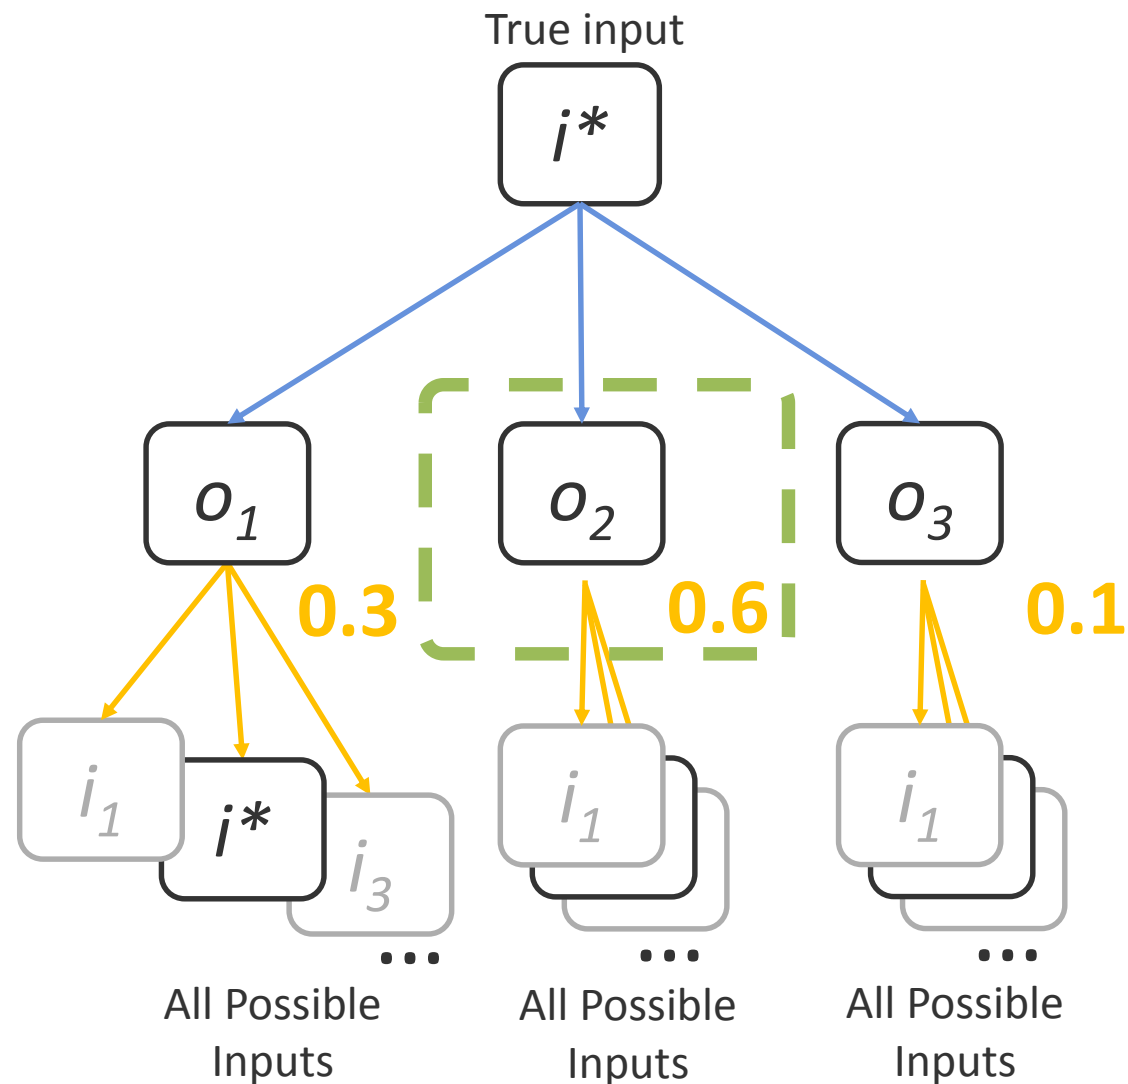 True input
i*
o₁
o₂
o₃
0.3
0.6
0.1
i₁
i*
i₃
i₁
i₁
...
...
...
All Possible
Inputs
All Possible
Inputs
All Possible
Inputs